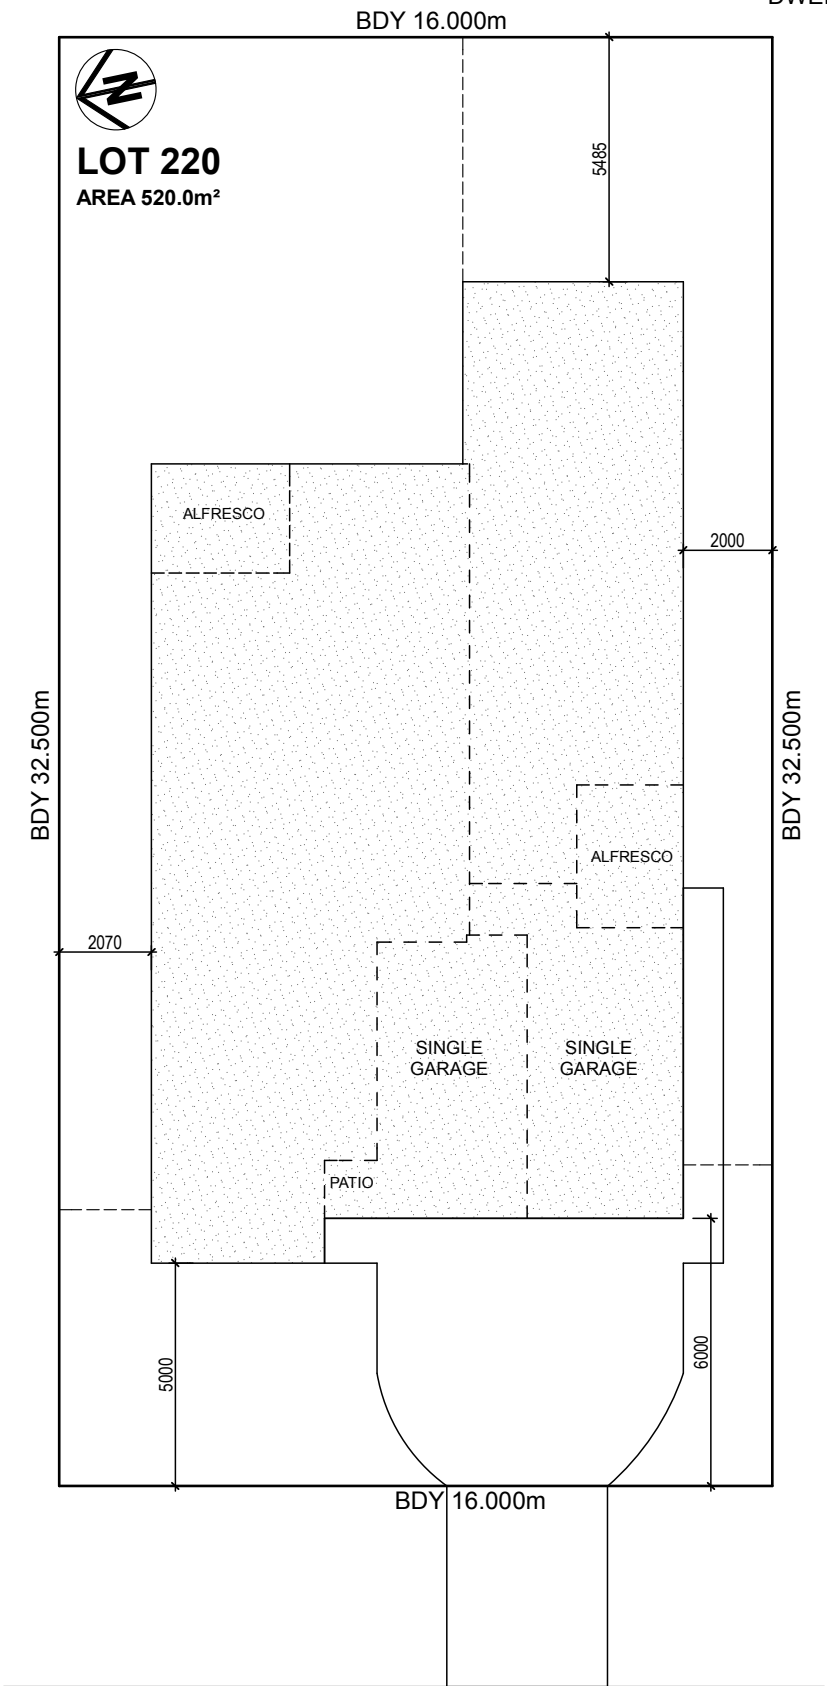 BDY 16.000m
N
LOT 220
AREA 520.0m²
5485
ALFRESCO
2000
BDY 32.500m
BDY 32.500m
ALFRESCO
2070
SINGLE
GARAGE
SINGLE
GARAGE
PATIO
5000
6000
BDY 16.000m